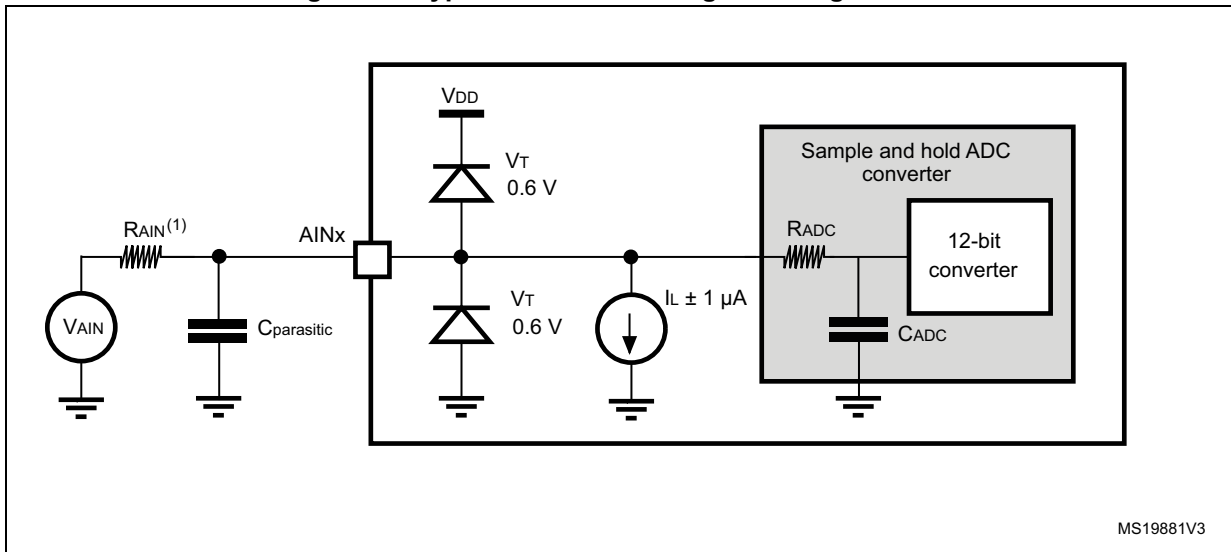 VDD
VT
0.6 V
Sample and hold ADC
converter
RAIN(1)
AINx
RADC
12-bit
converter
VT
0.6 V
IL ± 1 µA
VAIN
Cparasitic
CADC
MS19881V3